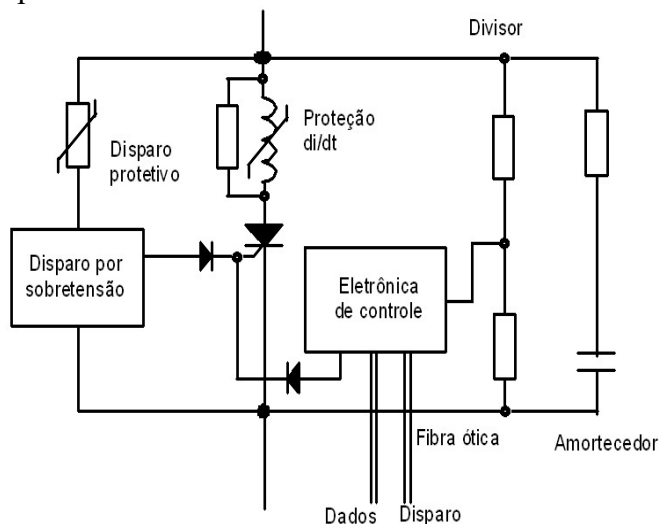 Divisor
Proteção
di/dt
Disparo
protetivo
Disparo por
sobretensão
Eletrônica
de controle
Fibra ótica
Amortecedor
Dados
Disparo